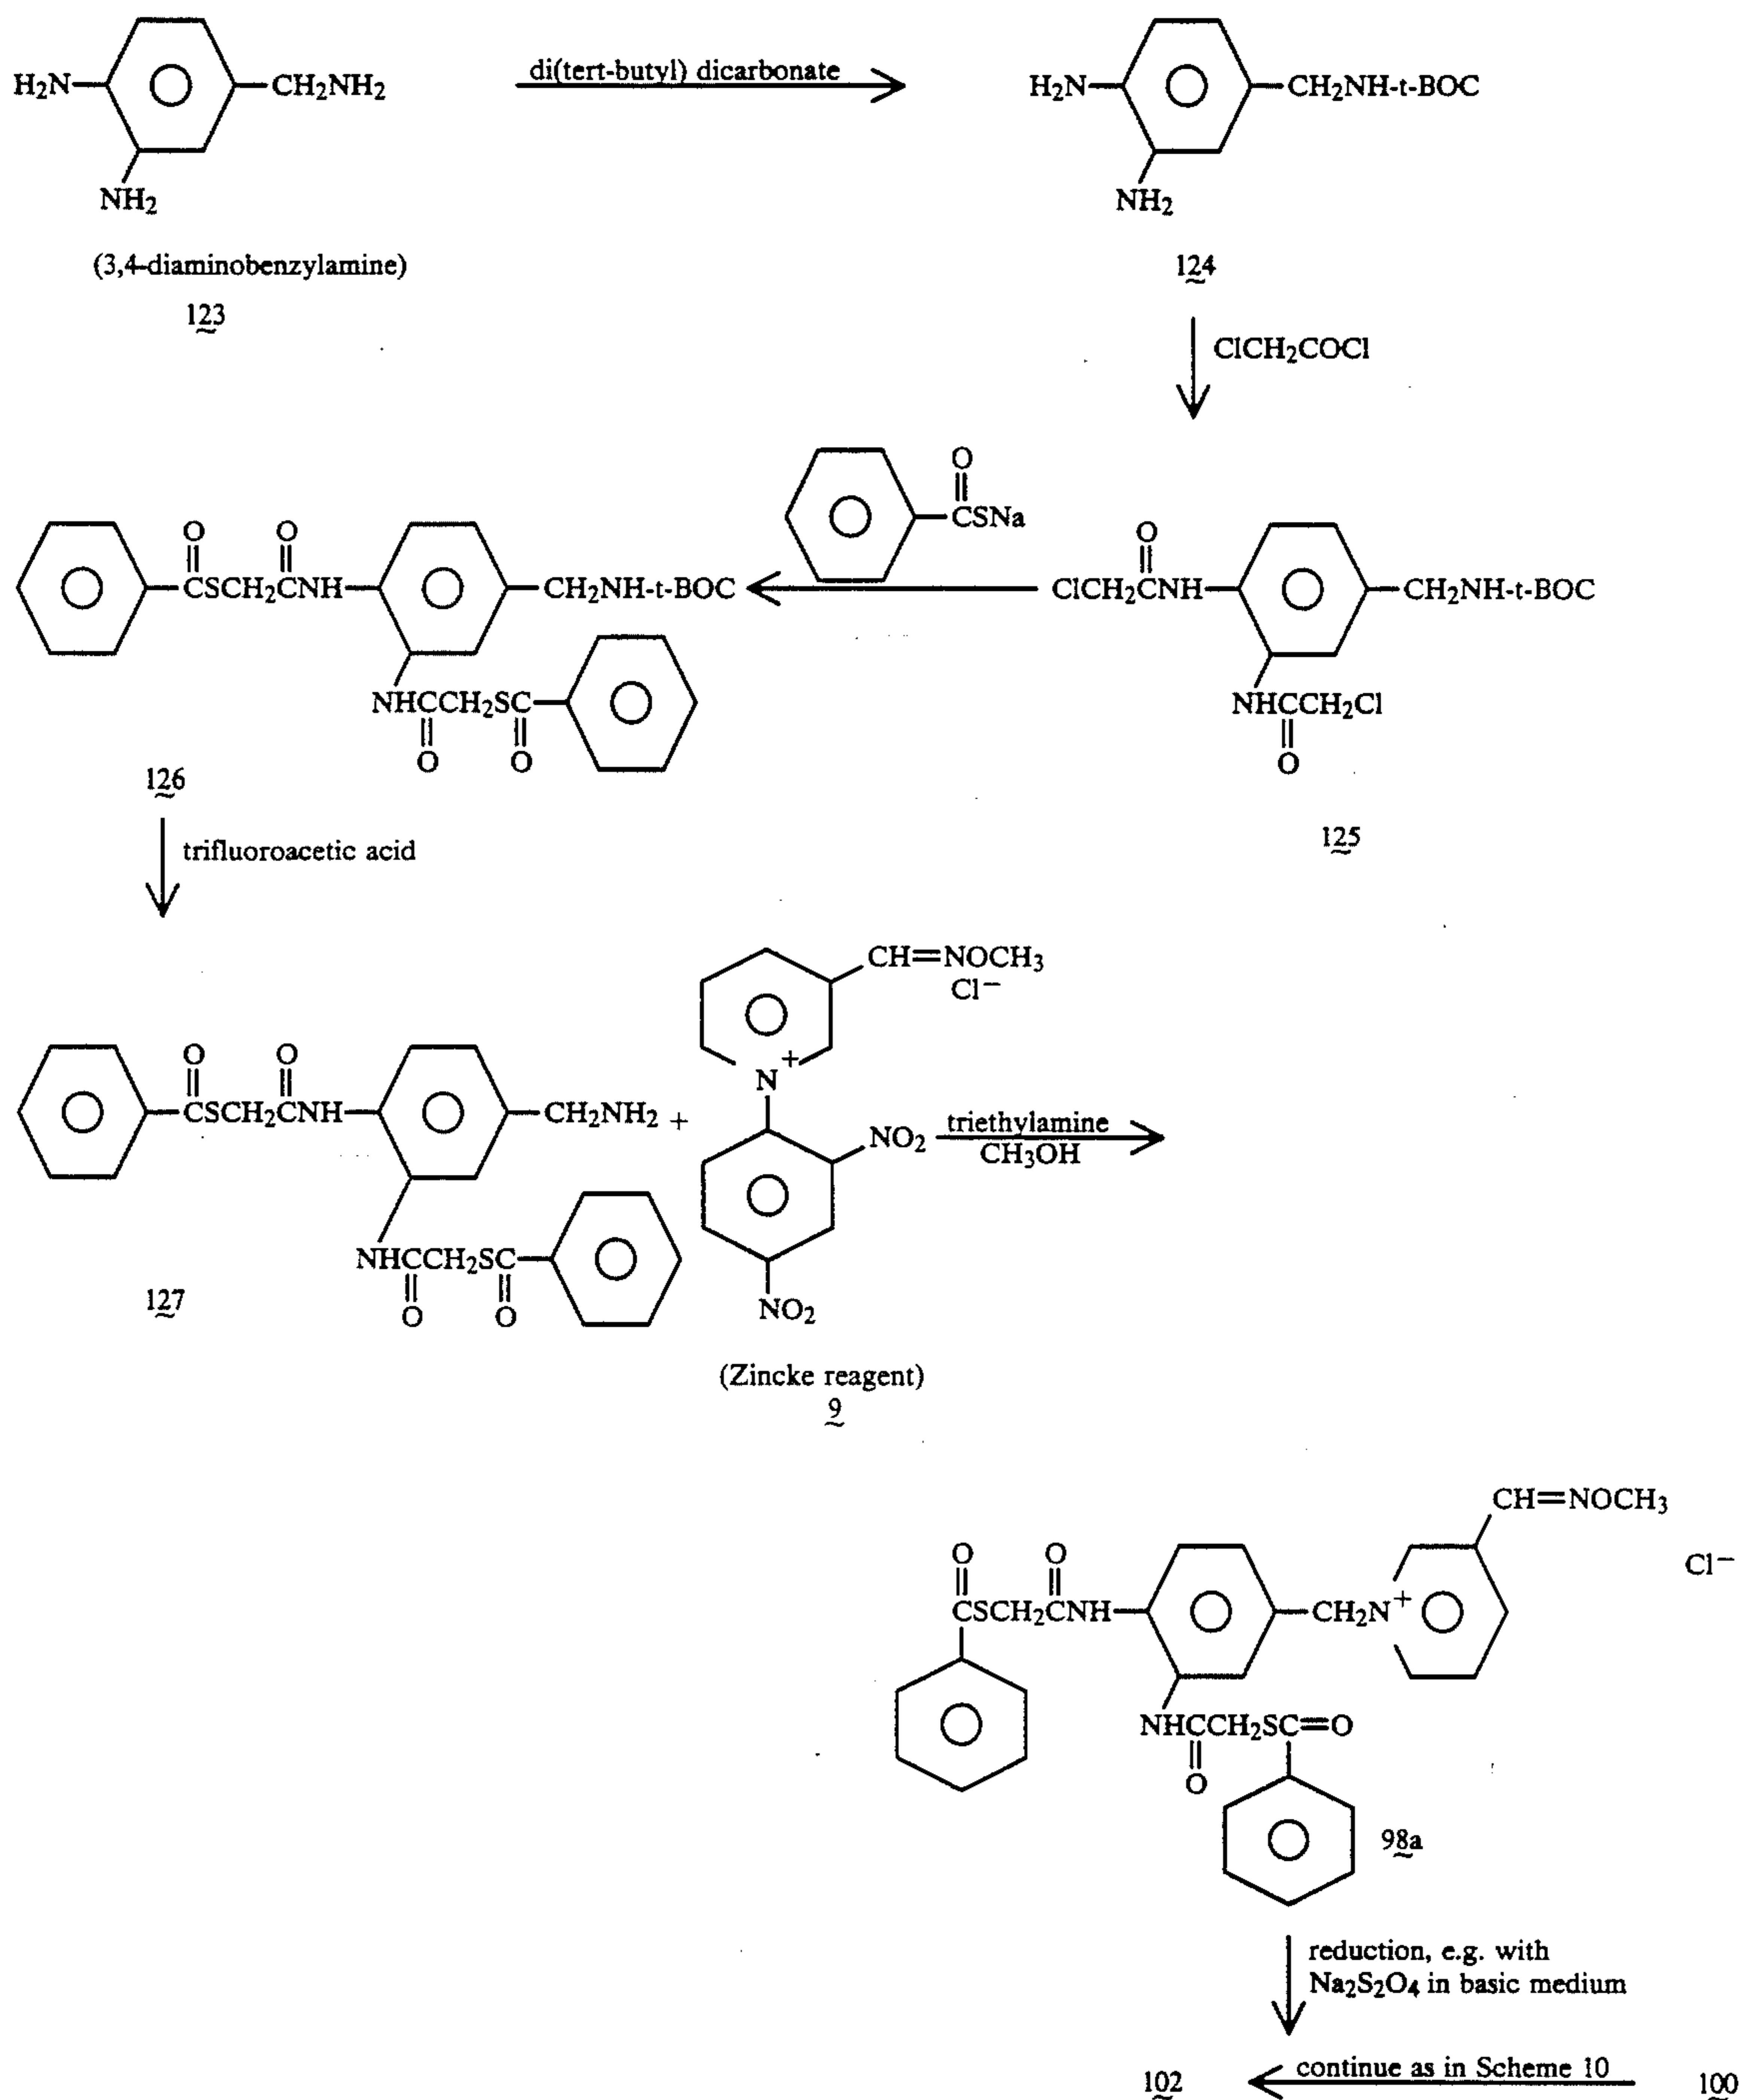 H2N
CH2NH2
NH2
(3,4-diaminobenzylamine)
123
di(tert-butyl) dicarbonate
H2N
CH2NH-t-BOC
NH2
124
ClCH2COCl
O
CSNa
O
O
CSCH2CNH
CH2NH-t-BOC
NHCCH2SC
O
O
126
O
ClCH2CNH
CH2NH-t-BOC
NHCCH2Cl
O
125
trifluoroacetic acid
O
O
CSCH2CNH
CH2NH2
+
NHCCH2SC
O
O
127
CH=NOCH3
Cl−
+
N
NO2
NO2
(Zincke reagent)
9
triethylamine
CH3OH
CH=NOCH3
Cl−
O
O
CSCH2CNH
CH2N+
NHCCH2SC=O
O
98a
reduction, e.g. with
Na2S2O4 in basic medium
102
continue as in Scheme 10
100